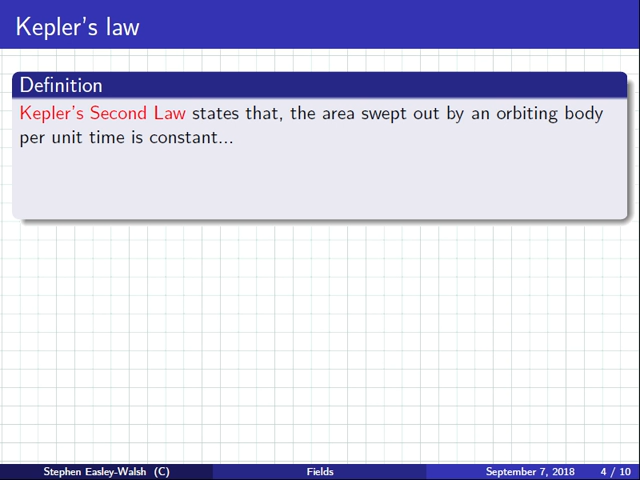 Kepler's law
Definition
Kepler's Second Law states that, the area swept out by an orbiting body
per unit time is constant...
Stephen Easley-Walsh (C) Fields September 7, 2018 4 / 10